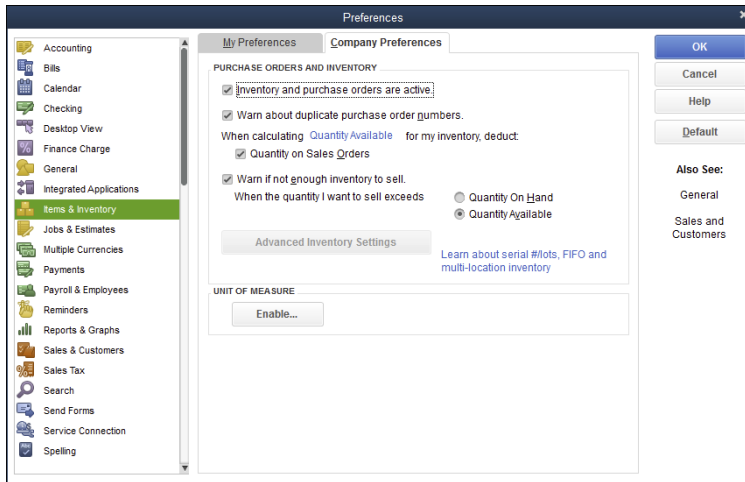 Preferences
Accounting
Bills
Calendar
Checking
Desktop View
Finance Charge
General
Integrated Applications
Items & Inventory
Jobs & Estimates
Multiple Currencies
Payments
Payroll & Employees
Reminders
Reports & Graphs
Sales & Customers
Sales Tax
Search
Send Forms
Service Connection
Spelling
My Preferences
Company Preferences
PURCHASE ORDERS AND INVENTORY
Inventory and purchase orders are active.
Warn about duplicate purchase order numbers.
When calculating Quantity Available for my inventory, deduct:
Quantity on Sales Orders
Warn if not enough inventory to sell.
When the quantity I want to sell exceeds
Quantity On Hand
Quantity Available
Advanced Inventory Settings
Learn about serial #/lots, FIFO and
multi-location inventory
UNIT OF MEASURE
Enable...
OK
Cancel
Help
Default
Also See:
General
Sales and
Customers